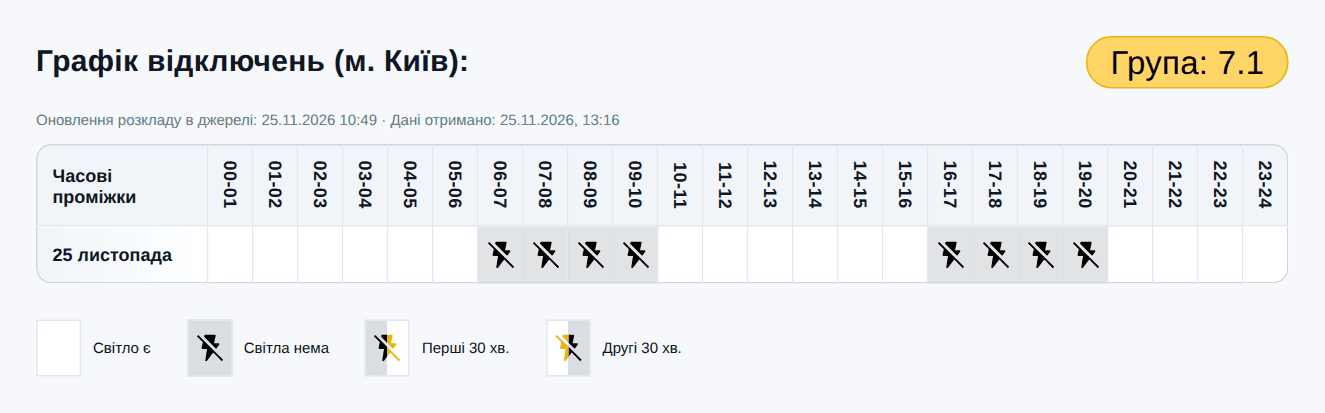 Графік відключень (м. Київ):
Група: 7.1
Оновлення розкладу в джерелі: 25.11.2026 10:49 · Дані отримано: 25.11.2026, 13:16
Часові
проміжки
00-01
01-02
02-03
03-04
04-05
05-06
06-07
07-08
08-09
09-10
10-11
11-12
12-13
13-14
14-15
15-16
16-17
17-18
18-19
19-20
20-21
21-22
22-23
23-24
25 листопада
Світло є
Світла нема
Перші 30 хв.
Другі 30 хв.